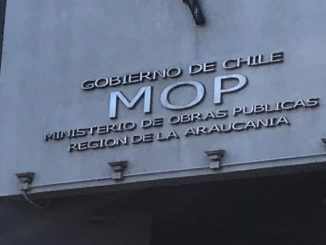 GOBIERNO DE CHILE
MOP
MINISTERIO DE OBRAS PUBLICAS
REGION DE LA ARAUCANIA